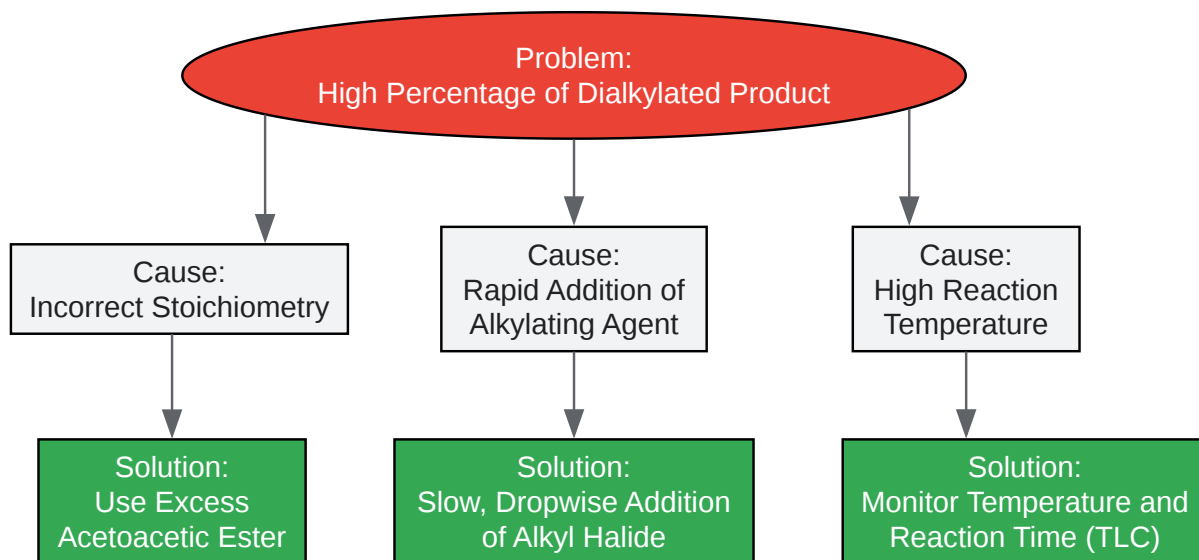 Problem:
High Percentage of Dialkylated Product
Cause:
Incorrect Stoichiometry
Cause:
Rapid Addition of
Alkylating Agent
Cause:
High Reaction
Temperature
Solution:
Use Excess
Acetoacetic Ester
Solution:
Slow, Dropwise Addition
of Alkyl Halide
Solution:
Monitor Temperature and
Reaction Time (TLC)